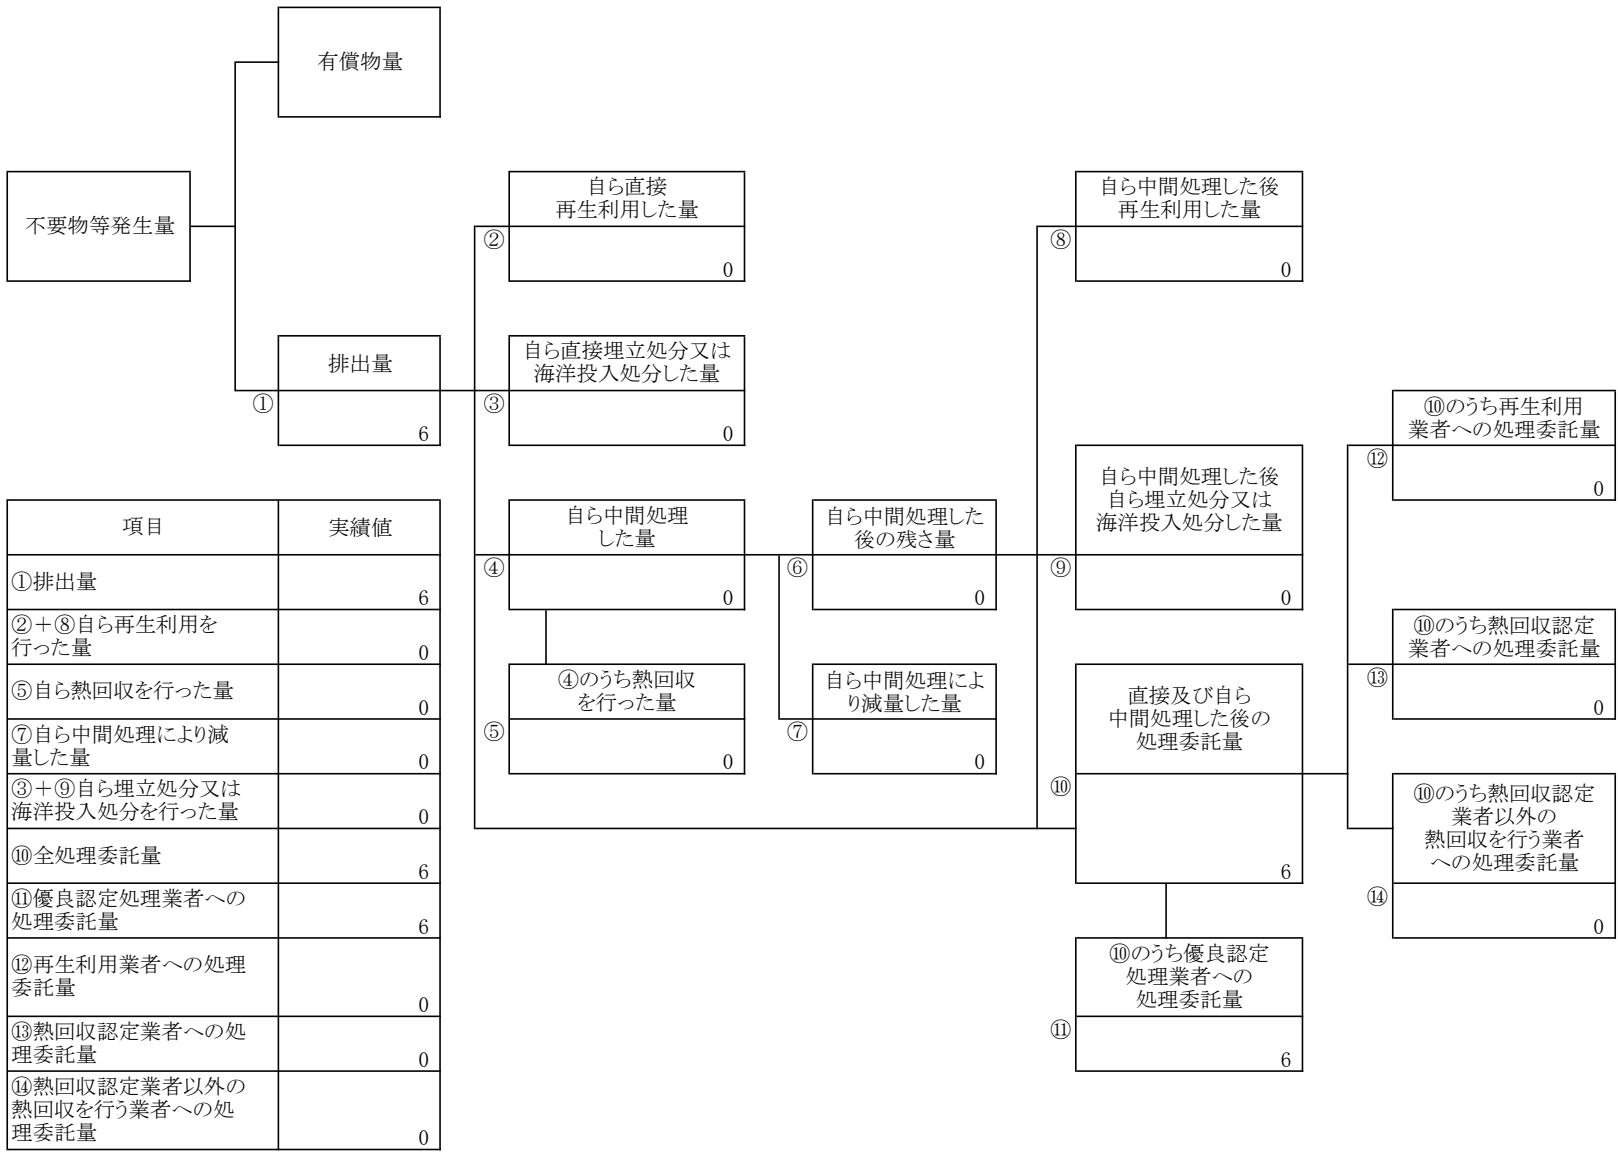 有償物量
不要物等発生量
自ら直接
再生利用した量
②
0
自ら中間処理した後
再生利用した量
⑧
0
排出量
①
6
自ら直接埋立処分又は
海洋投入処分した量
③
0
⑩のうち再生利用
業者への処理委託量
⑫
0
自ら中間処理
した量
④
0
自ら中間処理した
後の残さ量
⑥
0
自ら中間処理した後
自ら埋立処分又は
海洋投入処分した量
⑨
0
⑩のうち熱回収認定
業者への処理委託量
⑬
0
④のうち熱回収
を行った量
⑤
0
自ら中間処理によ
り減量した量
⑦
0
直接及び自ら
中間処理した後の
処理委託量
⑩
6
⑩のうち熱回収認定
業者以外の
熱回収を行う業者
への処理委託量
⑭
0
⑩のうち優良認定
処理業者への
処理委託量
⑪
6
項目 実績値
①排出量
6
②＋⑧自ら再生利用を
行った量
0
⑤自ら熱回収を行った量
0
⑦自ら中間処理により減
量した量
0
③＋⑨自ら埋立処分又は
海洋投入処分を行った量
0
⑩全処理委託量
6
⑪優良認定処理業者への
処理委託量
6
⑫再生利用業者への処理
委託量
0
⑬熱回収認定業者への処
理委託量
0
⑭熱回収認定業者以外の
熱回収を行う業者への処
理委託量
0